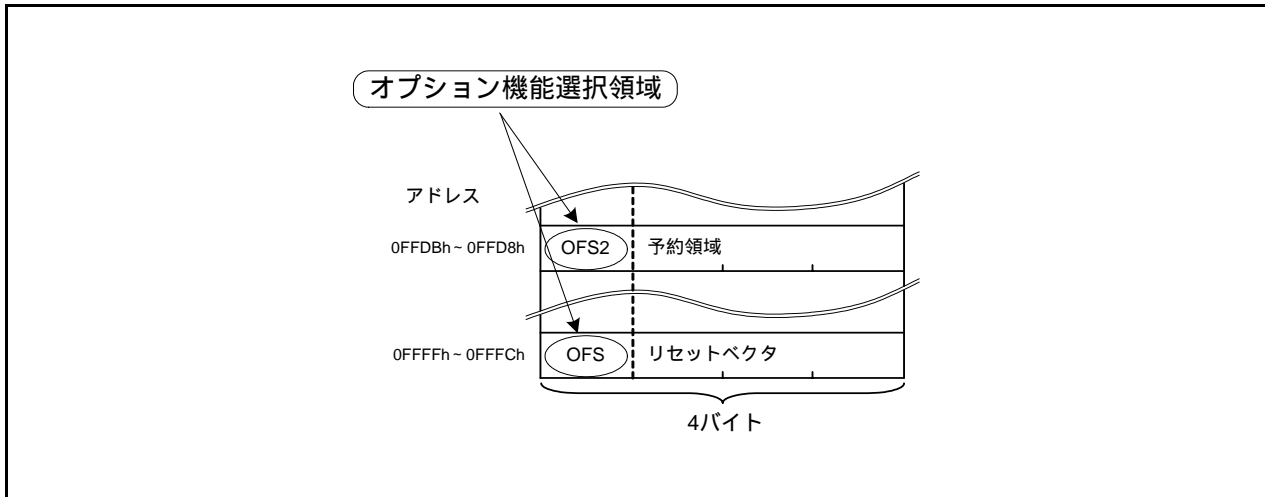 オプション機能選択領域
アドレス
0FFDBh ~ 0FFD8h OFS2 予約領域
0FFFFh ~ 0FFFCh OFS リセットベクタ
4バイト